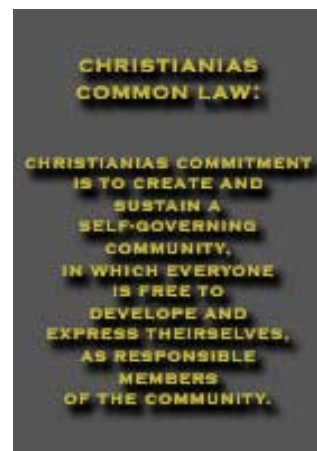 CHRISTIANIAS
COMMON LAW:
CHRISTIANIAS COMMITMENT
IS TO CREATE AND
SUSTAIN A
SELF-GOVERNING
COMMUNITY,
IN WHICH EVERYONE
IS FREE TO
DEVELOPE AND
EXPRESS THEIRSELVES,
AS RESPONSIBLE
MEMBERS
OF THE COMMUNITY.